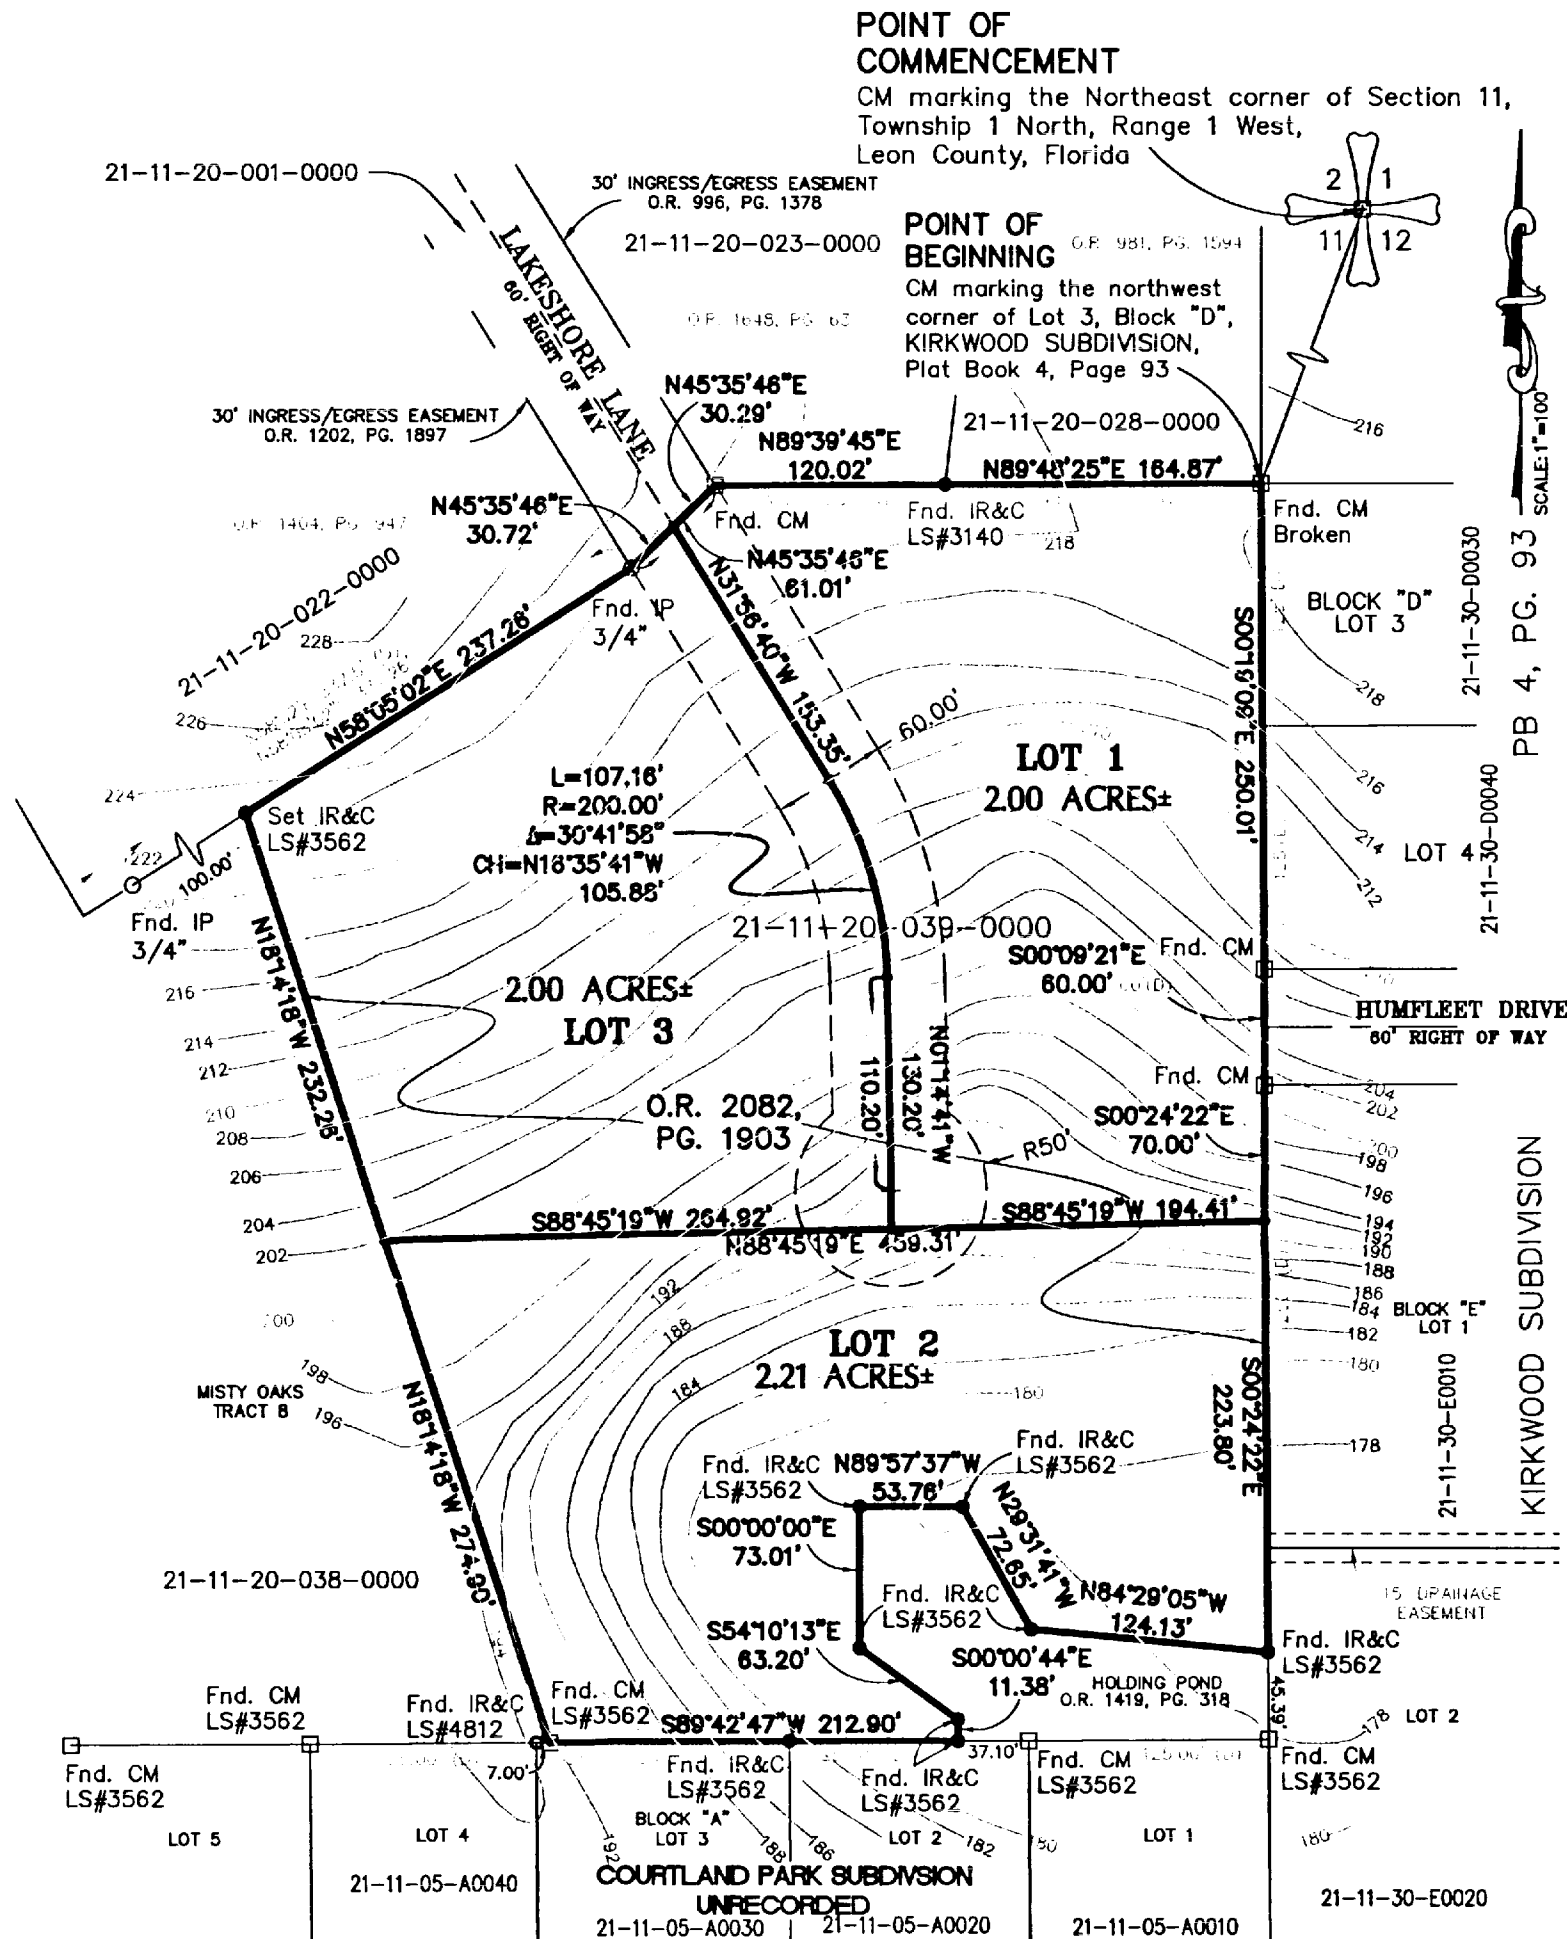 POINT OF
COMMENCEMENT
CM marking the Northeast corner of Section 11,
Township 1 North, Range 1 West,
Leon County, Florida
2
1
11
12
21-11-20-001-0000
30' INGRESS/EGRESS EASEMENT
O.R. 996, PG. 1378
21-11-20-023-0000
POINT OF
BEGINNING
O.R. 981, PG. 1594
CM marking the northwest
corner of Lot 3, Block "D",
KIRKWOOD SUBDIVISION,
Plat Book 4, Page 93
LAKESHORE LANE
60' RIGHT OF WAY
O.R. 1648, PG. 63
SCALE:1"=100'
N45°35'46"E
30.29'
30' INGRESS/EGRESS EASEMENT
O.R. 1202, PG. 1897
N89°39'45"E
120.02'
21-11-20-028-0000
216
N89°48'25"E 164.87'
N45°35'46"E
30.72'
O.R. 1404, PG. 947
Fnd. CM
Fnd. IR&C
LS#3140
218
Fnd. CM
Broken
N45°35'46"E
61.01'
21-11-20-022-0000
Fnd. IP
3/4"
N31°56'40"W 153.35'
S00°19'09"E 250.01'
BLOCK "D"
LOT 3
21-11-30-D0030
PB 4, PG. 93
228
226
N58°05'02"E 237.28'
218
60.00'
LOT 1
2.00 ACRES±
L=107.16'
R=200.00'
Δ=30°41'58"
CH=N16°35'41"W
105.88'
224
Set IR&C
LS#3562
216
214
LOT 4
21-11-30-D0040
212
222
100.00'
Fnd. IP
3/4"
21-11-20-039-0000
S00°09'21"E
60.00'
Fnd. CM
N18°14'18"W 232.26'
216
2.00 ACRES±
LOT 3
HUMFLEET DRIVE
60' RIGHT OF WAY
214
212
110.20'
130.20'
N01°14'41"W
Fnd. CM
204
202
210
208
O.R. 2082,
PG. 1903
R50'
S00°24'22"E
70.00'
200
198
206
196
204
202
S88°45'19"W 264.92'
S88°45'19"W 194.41'
N88°45'19"E 459.31'
194
192
190
188
186
184
182
180
BLOCK "E"
LOT 1
KIRKWOOD SUBDIVISION
200
192
188
184
LOT 2
2.21 ACRES±
180
198
MISTY OAKS
TRACT B
196
N18°14'18"W 274.90'
S00°24'22"E
223.80'
21-11-30-E0010
178
Fnd. IR&C
LS#3562
N89°57'37"W
53.76'
Fnd. IR&C
LS#3562
S00°00'00"E
73.01'
N29°31'41"W
72.65'
21-11-20-038-0000
Fnd. IR&C
LS#3562
N84°29'05"W
124.13'
15' DRAINAGE
EASEMENT
S54°10'13"E
63.20'
S00°00'44"E
11.38'
HOLDING POND
O.R. 1419, PG. 318
Fnd. IR&C
LS#3562
194
45.39'
178
LOT 2
Fnd. CM
LS#3562
Fnd. IR&C
LS#4812
Fnd. CM
LS#3562
S89°42'47"W 212.90'
Fnd. CM
LS#3562
7.00'
Fnd. IR&C
LS#3562
Fnd. IR&C
LS#3562
37.10'
Fnd. CM
LS#3562
Fnd. CM
LS#3562
LOT 5
LOT 4
192
BLOCK "A"
LOT 3
188
186
LOT 2
182
180
LOT 1
180
21-11-05-A0040
COURTLAND PARK SUBDIVSION
UNRECORDED
21-11-05-A0030
21-11-05-A0020
21-11-05-A0010
21-11-30-E0020